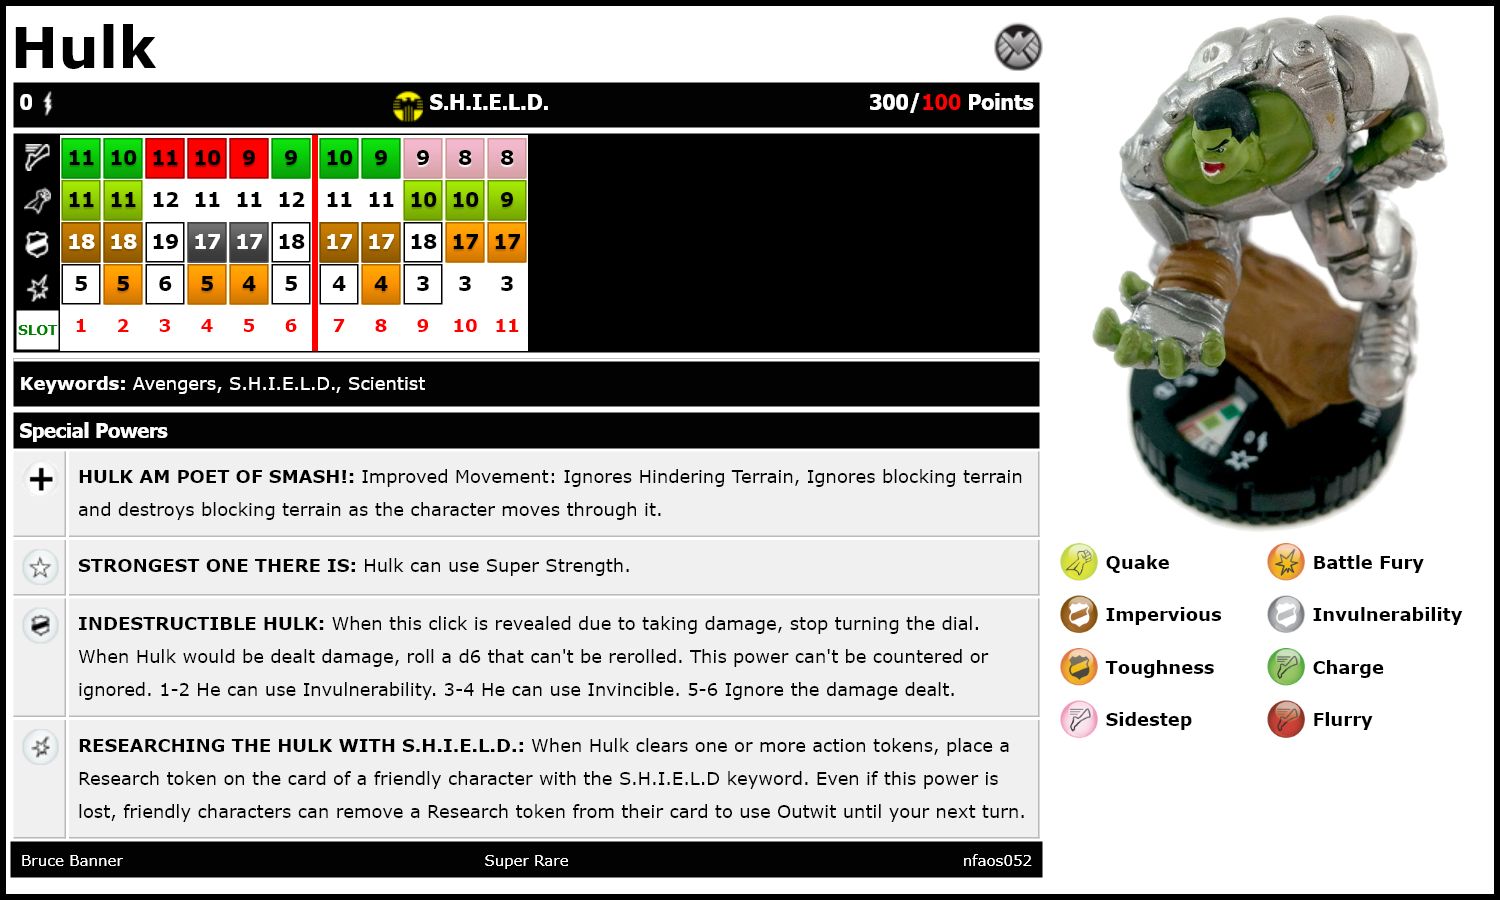 Hulk
0 S.H.I.E.L.D. 300/100 Points
11 10 11 10 9 9 10 9 9 8 8
11 11 12 11 11 12 11 11 10 10 9
18 18 19 17 17 18 17 17 18 17 17
5 5 6 5 4 5 4 4 3 3 3
SLOT 1 2 3 4 5 6 7 8 9 10 11
Keywords: Avengers, S.H.I.E.L.D., Scientist
Special Powers
HULK AM POET OF SMASH!: Improved Movement: Ignores Hindering Terrain, Ignores blocking terrain
and destroys blocking terrain as the character moves through it.
STRONGEST ONE THERE IS: Hulk can use Super Strength.
INDESTRUCTIBLE HULK: When this click is revealed due to taking damage, stop turning the dial.
When Hulk would be dealt damage, roll a d6 that can't be rerolled. This power can't be countered or
ignored. 1-2 He can use Invulnerability. 3-4 He can use Invincible. 5-6 Ignore the damage dealt.
RESEARCHING THE HULK WITH S.H.I.E.L.D.: When Hulk clears one or more action tokens, place a
Research token on the card of a friendly character with the S.H.I.E.L.D keyword. Even if this power is
lost, friendly characters can remove a Research token from their card to use Outwit until your next turn.
Bruce Banner Super Rare nfaos052
Quake Battle Fury
Impervious Invulnerability
Toughness Charge
Sidestep Flurry